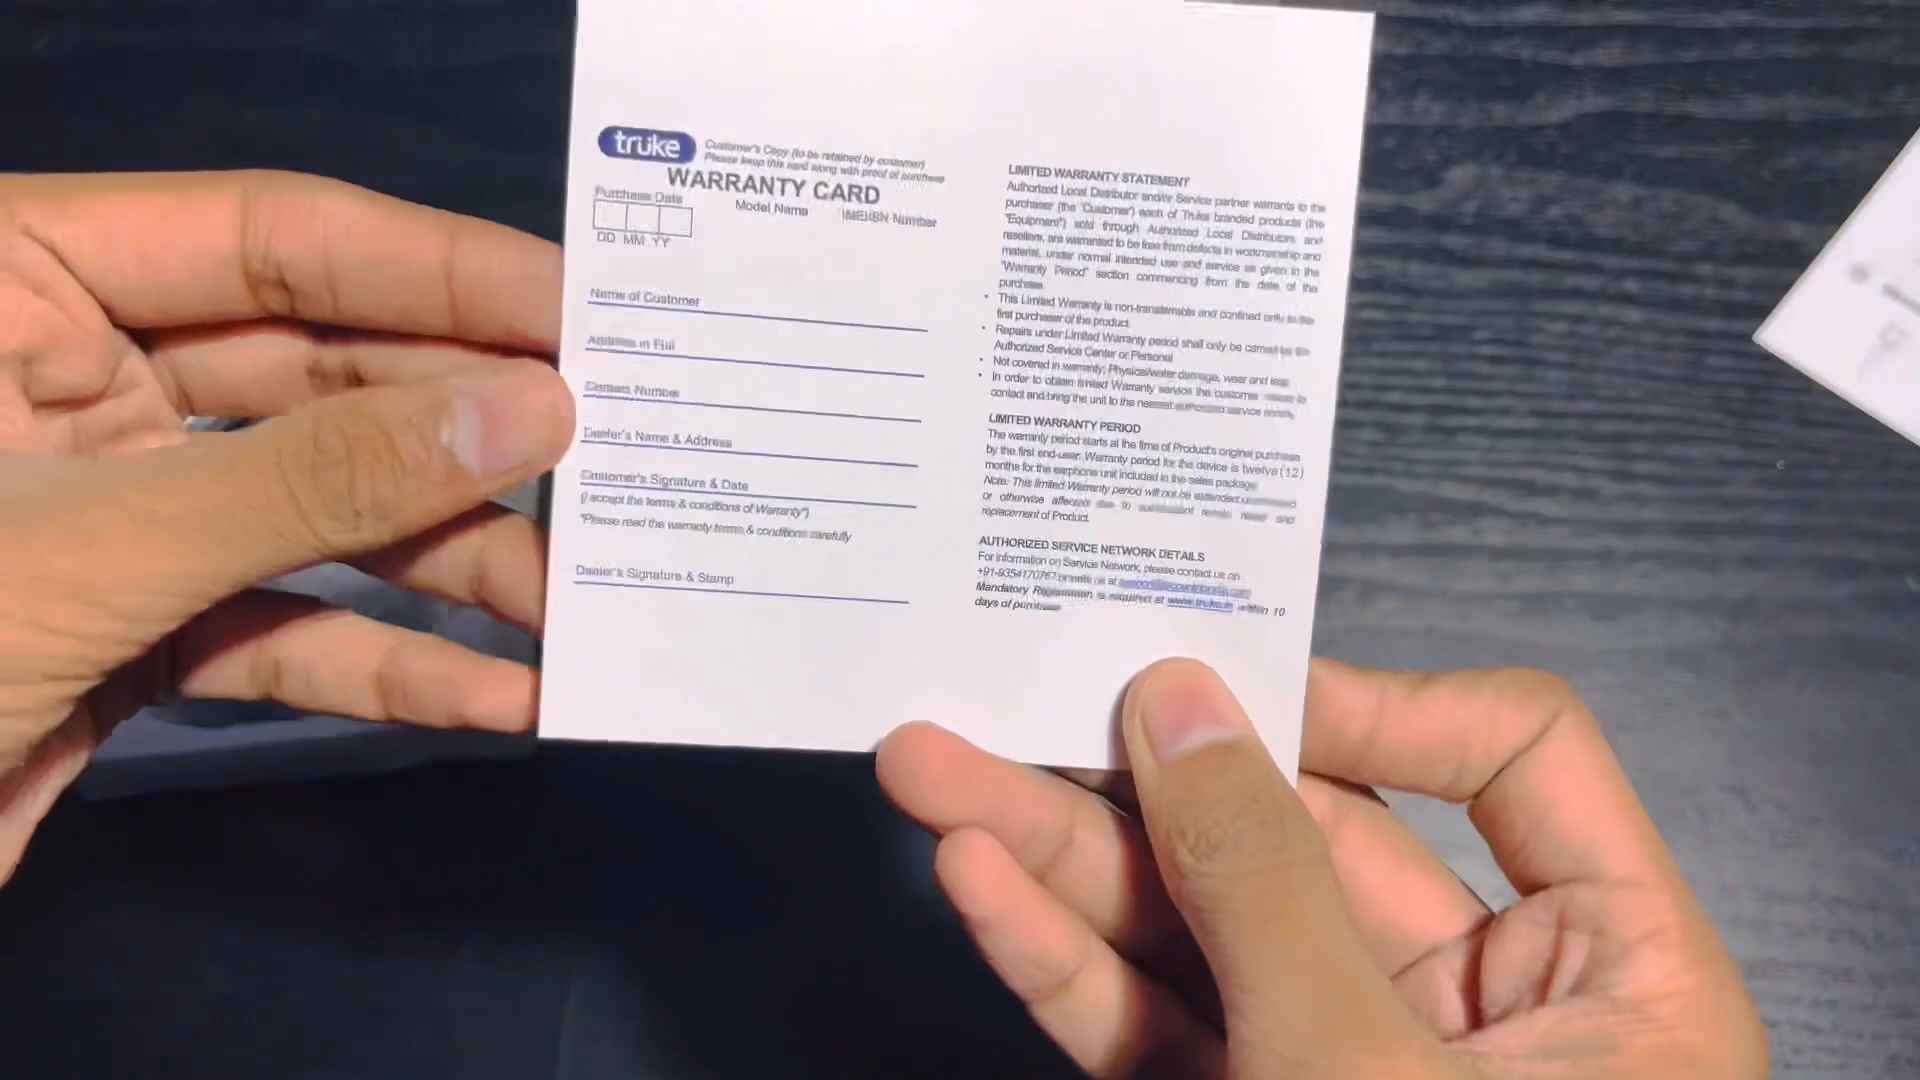 truke
Customer's Copy (to be retained by customer)
Please keep this card along with proof of purchase
WARRANTY CARD
Purchase Date
Model Name
IMEI/SN Number
DD MM YY
Name of Customer
Address in Full
Contact Number
Dealer's Name & Address
Customer's Signature & Date
(I accept the terms & conditions of Warranty*)
*Please read the warranty terms & conditions carefully
Dealer's Signature & Stamp
LIMITED WARRANTY STATEMENT
Authorized Local Distributor and/or Service partner warrants to the
purchaser (the 'Customer') each of Truke branded products (the
"Equipment") sold through Authorized Local Distributors and
resellers, are warranted to be free from defects in workmanship and
material, under normal intended use and service as given in the
"Warranty Period" section commencing from the date of the
purchase.
• This Limited Warranty is non-transferrable and confined only to the
first purchaser of the product.
• Repairs under Limited Warranty period shall only be carried by the
Authorized Service Center or Personal
• Not covered in warranty: Physical/water damage, wear and tear.
• In order to obtain limited Warranty service the customer to
contact and bring the unit to the nearest authorized service
LIMITED WARRANTY PERIOD
The warranty period starts at the time of Product's original purchase
by the first end-user. Warranty period for the device is twelve (12)
months for the earphone unit included in the sales package
Note: This limited Warranty period will not be extended
or otherwise affected due to subsequent
replacement of Product.
AUTHORIZED SERVICE NETWORK DETAILS
For information on Service Network, please contact us on
+91-9354170767 or write us at
Mandatory Registration is required at www.truke.in within 10
days of purchase